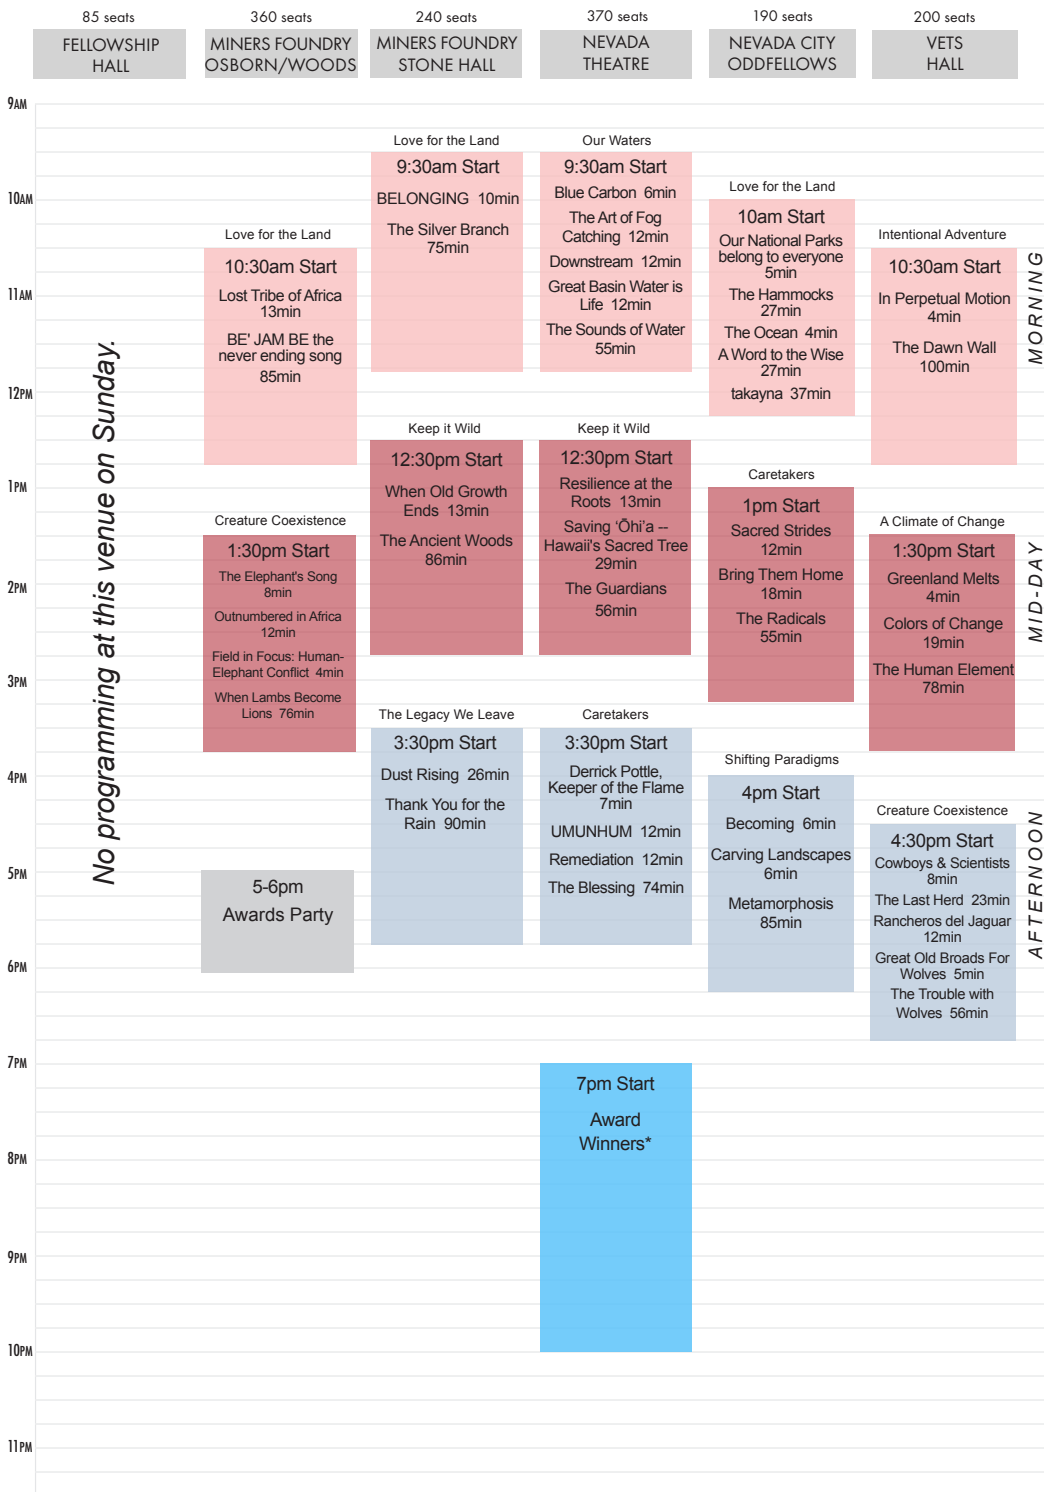 85 seats
360 seats
240 seats
370 seats
190 seats
200 seats
FELLOWSHIP
HALL
MINERS FOUNDRY
OSBORN/WOODS
MINERS FOUNDRY
STONE HALL
NEVADA
THEATRE
NEVADA CITY
ODDFELLOWS
VETS
HALL
9AM
10AM
11AM
12PM
1PM
2PM
3PM
4PM
5PM
6PM
7PM
8PM
9PM
10PM
11PM
No programming at this venue on Sunday.
Love for the Land
10:30am Start
Lost Tribe of Africa
13min
BE' JAM BE the
never ending song
85min
Creature Coexistence
1:30pm Start
The Elephant's Song
8min
Outnumbered in Africa
12min
Field in Focus: Human-
Elephant Conflict 4min
When Lambs Become
Lions 76min
5-6pm
Awards Party
Love for the Land
9:30am Start
BELONGING 10min
The Silver Branch
75min
Keep it Wild
12:30pm Start
When Old Growth
Ends 13min
The Ancient Woods
86min
The Legacy We Leave
3:30pm Start
Dust Rising 26min
Thank You for the
Rain 90min
Our Waters
9:30am Start
Blue Carbon 6min
The Art of Fog
Catching 12min
Downstream 12min
Great Basin Water is
Life 12min
The Sounds of Water
55min
Keep it Wild
12:30pm Start
Resilience at the
Roots 13min
Saving ‘Ōhi’a --
Hawaii's Sacred Tree
29min
The Guardians
56min
Caretakers
3:30pm Start
Derrick Pottle,
Keeper of the Flame
7min
UMUNHUM 12min
Remediation 12min
The Blessing 74min
7pm Start
Award
Winners*
Love for the Land
10am Start
Our National Parks
belong to everyone
5min
The Hammocks
27min
The Ocean 4min
A Word to the Wise
27min
takayna 37min
Caretakers
1pm Start
Sacred Strides
12min
Bring Them Home
18min
The Radicals
55min
Shifting Paradigms
4pm Start
Becoming 6min
Carving Landscapes
6min
Metamorphosis
85min
Intentional Adventure
10:30am Start
In Perpetual Motion
4min
The Dawn Wall
100min
A Climate of Change
1:30pm Start
Greenland Melts
4min
Colors of Change
19min
The Human Element
78min
Creature Coexistence
4:30pm Start
Cowboys & Scientists
8min
The Last Herd 23min
Rancheros del Jaguar
12min
Great Old Broads For
Wolves 5min
The Trouble with
Wolves 56min
MORNING
MID-DAY
AFTERNOON